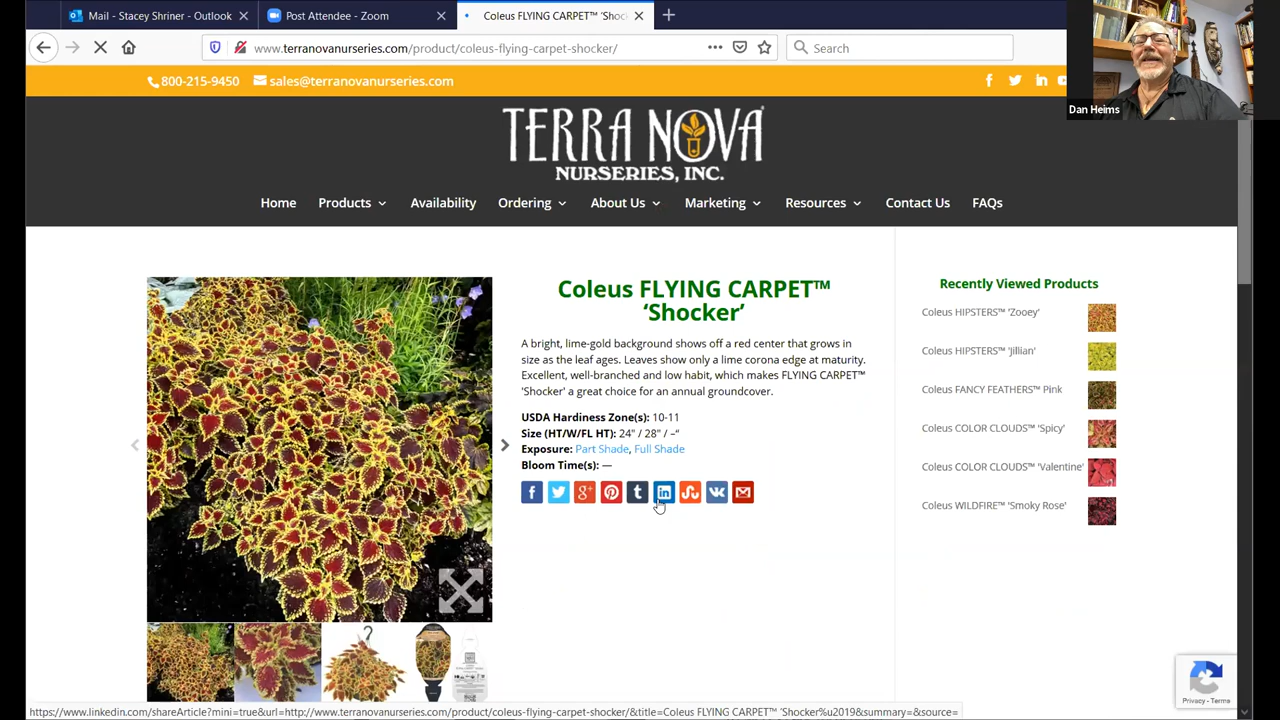 Mail - Stacey Shriner - Outlook
Post Attendee - Zoom
Coleus FLYING CARPET™ 'Shock
www.terranovanurseries.com/product/coleus-flying-carpet-shocker/
Search
Dan Heims
800-215-9450 sales@terranovanurseries.com
TERRA NOVA
NURSERIES, INC.
Home Products Availability Ordering About Us Marketing Resources Contact Us FAQs
Coleus FLYING CARPET™
‘Shocker’
A bright, lime-gold background shows off a red center that grows in
size as the leaf ages. Leaves show only a lime corona edge at maturity.
Excellent, well-branched and low habit, which makes FLYING CARPET™
'Shocker' a great choice for an annual groundcover.
USDA Hardiness Zone(s): 10-11
Size (HT/W/FL HT): 24" / 28" / –“
Exposure: Part Shade, Full Shade
Bloom Time(s): —
Recently Viewed Products
Coleus HIPSTERS™ 'Zooey'
Coleus HIPSTERS™ 'Jillian'
Coleus FANCY FEATHERS™ Pink
Coleus COLOR CLOUDS™ 'Spicy'
Coleus COLOR CLOUDS™ 'Valentine'
Coleus WILDFIRE™ 'Smoky Rose'
Privacy - Terms
https://www.linkedin.com/shareArticle?mini=true&url=http://www.terranovanurseries.com/product/coleus-flying-carpet-shocker/&title=Coleus FLYING CARPET™ 'Shocker%u2019&summary=&source=